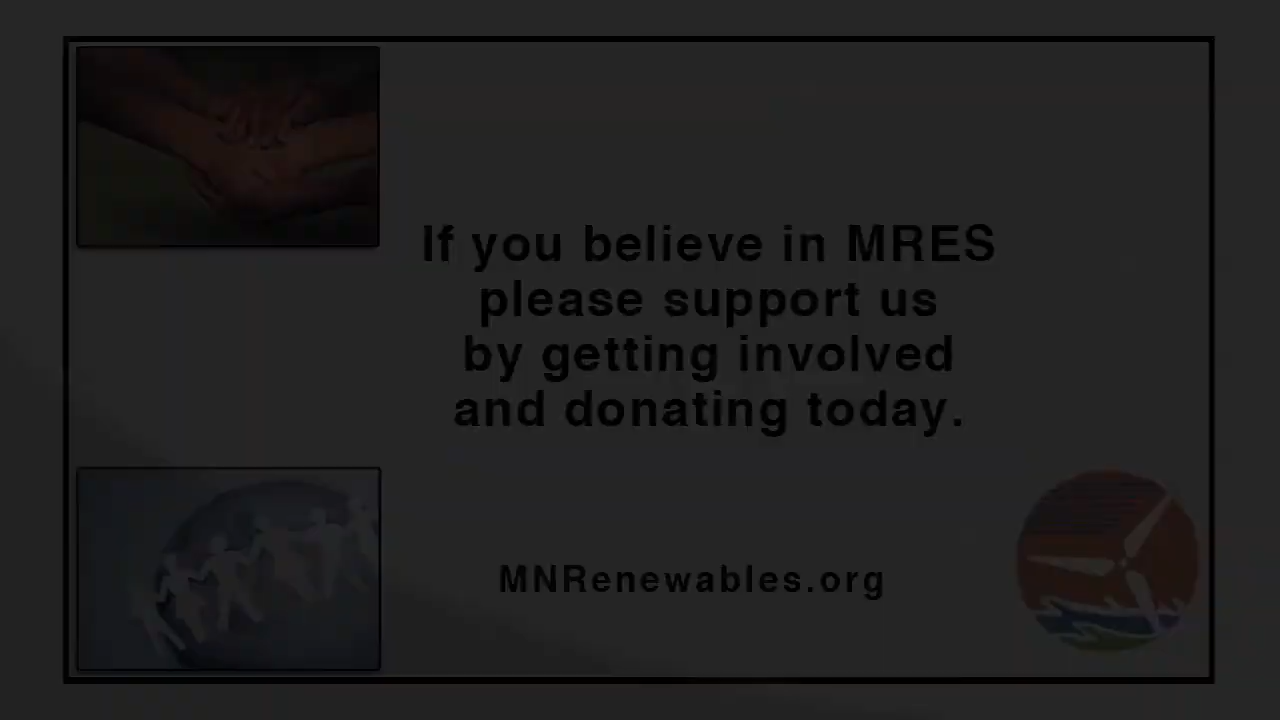 If you believe in MRES
please support us
by getting involved
and donating today.
MNRenewables.org